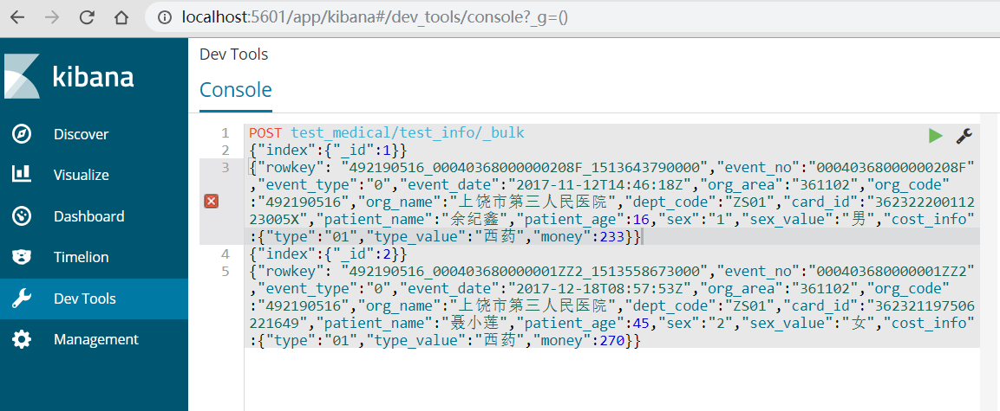 localhost:5601/app/kibana#/dev_tools/console?_g=()
kibana
Discover
Visualize
Dashboard
Timelion
Dev Tools
Management
Dev Tools
Console
1 POST test_medical/test_info/_bulk
2 {"index":{"_id":1}}
3 {"rowkey": "492190516_00040368000000208F_1513643790000","event_no":"00040368000000208F"
,"event_type":"0","event_date":"2017-11-12T14:46:18Z","org_area":"361102","org_code"
:"492190516","org_name":"上饶市第三人民医院","dept_code":"ZS01","card_id":"362322200112
23005X","patient_name":"余纪鑫","patient_age":16,"sex":"1","sex_value":"男","cost_info"
:{"type":"01","type_value":"西药","money":233}}
4 {"index":{"_id":2}}
5 {"rowkey": "492190516_000403680000001ZZ2_1513558673000","event_no":"000403680000001ZZ2"
,"event_type":"0","event_date":"2017-12-18T08:57:53Z","org_area":"361102","org_code"
:"492190516","org_name":"上饶市第三人民医院","dept_code":"ZS01","card_id":"362321197506
221649","patient_name":"聂小莲","patient_age":45,"sex":"2","sex_value":"女","cost_info"
:{"type":"01","type_value":"西药","money":270}}